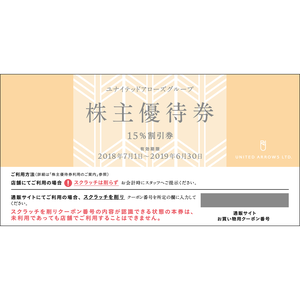 ユナイテッドアローズグループ
株主優待券
15%割引券
有効期間
2018年7月1日〜2019年6月30日
UNITED ARROWS LTD.
ご利用方法(詳細は「株主優待券利用のご案内」参照)
店舗にてご利用の場合 ! スクラッチは削らず お会計時にスタッフへご提示ください。
通販サイトにてご利用の場合、スクラッチを削り クーポン番号を所定の欄に入力して
ください。
スクラッチを削りクーポン番号の内容が認識できる状態の本券は、
未利用であっても店舗でご利用することはできません。
通販サイト
お買い物用クーポン番号